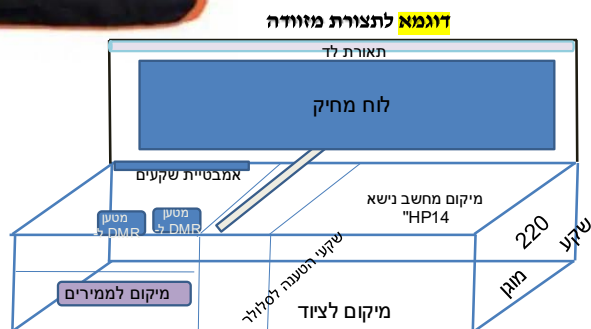 דוגמא לתצורת מזוודה
תאורת לד
לוח מחיק
אמבטיית שקעים
מיקום מחשב נישא
HP14"
מטען
ל-DMR
מטען
ל-DMR
שקע
220
מוגן
שקעי הטענה לסלולר
מיקום לממירים
מיקום לציוד